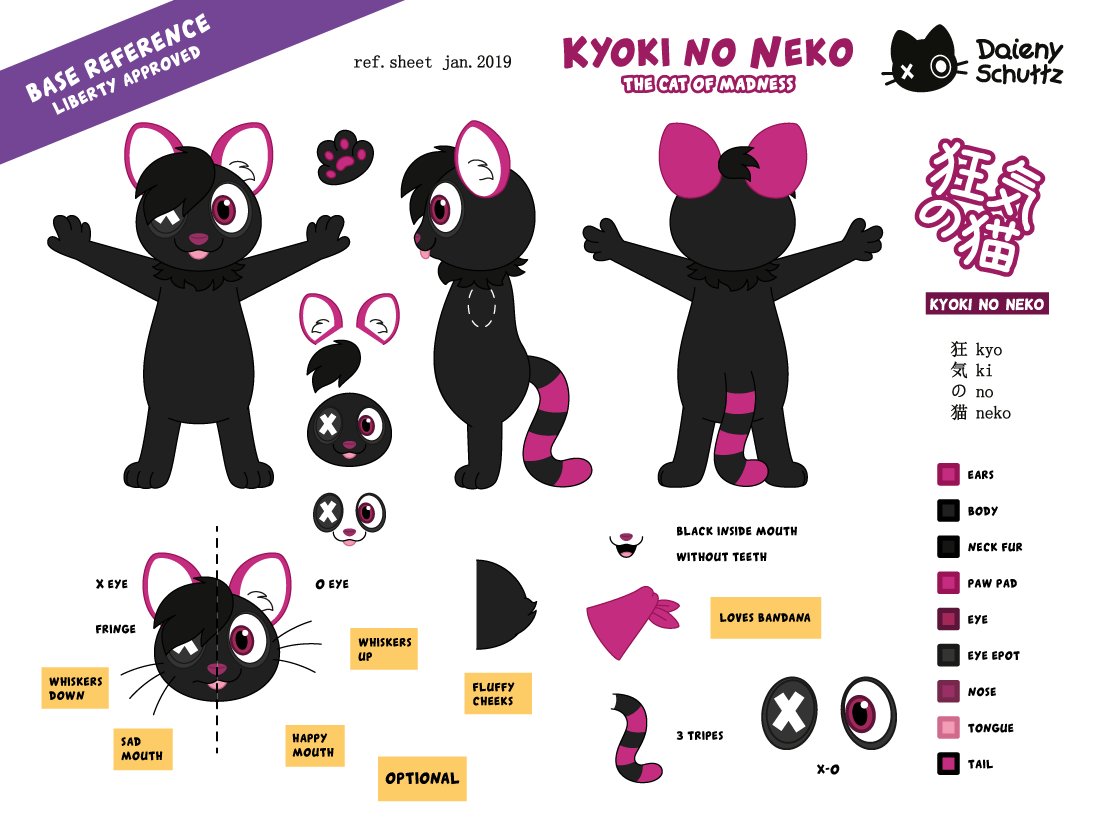 BASE REFERENCE
LIBERTY APPROVED
ref.sheet jan.2019
KYOKI NO NEKO
THE CAT OF MADNESS
Daieny
Schuttz
狂気
の猫
KYOKI NO NEKO
狂 kyo
気 ki
の no
猫 neko
EARS
BODY
NECK FUR
PAW PAD
EYE
EYE EPOT
NOSE
TONGUE
TAIL
BLACK INSIDE MOUTH
WITHOUT TEETH
LOVES BANDANA
3 TRIPES
X-O
X EYE
O EYE
FRINGE
WHISKERS
UP
WHISKERS
DOWN
FLUFFY
CHEEKS
SAD
MOUTH
HAPPY
MOUTH
OPTIONAL